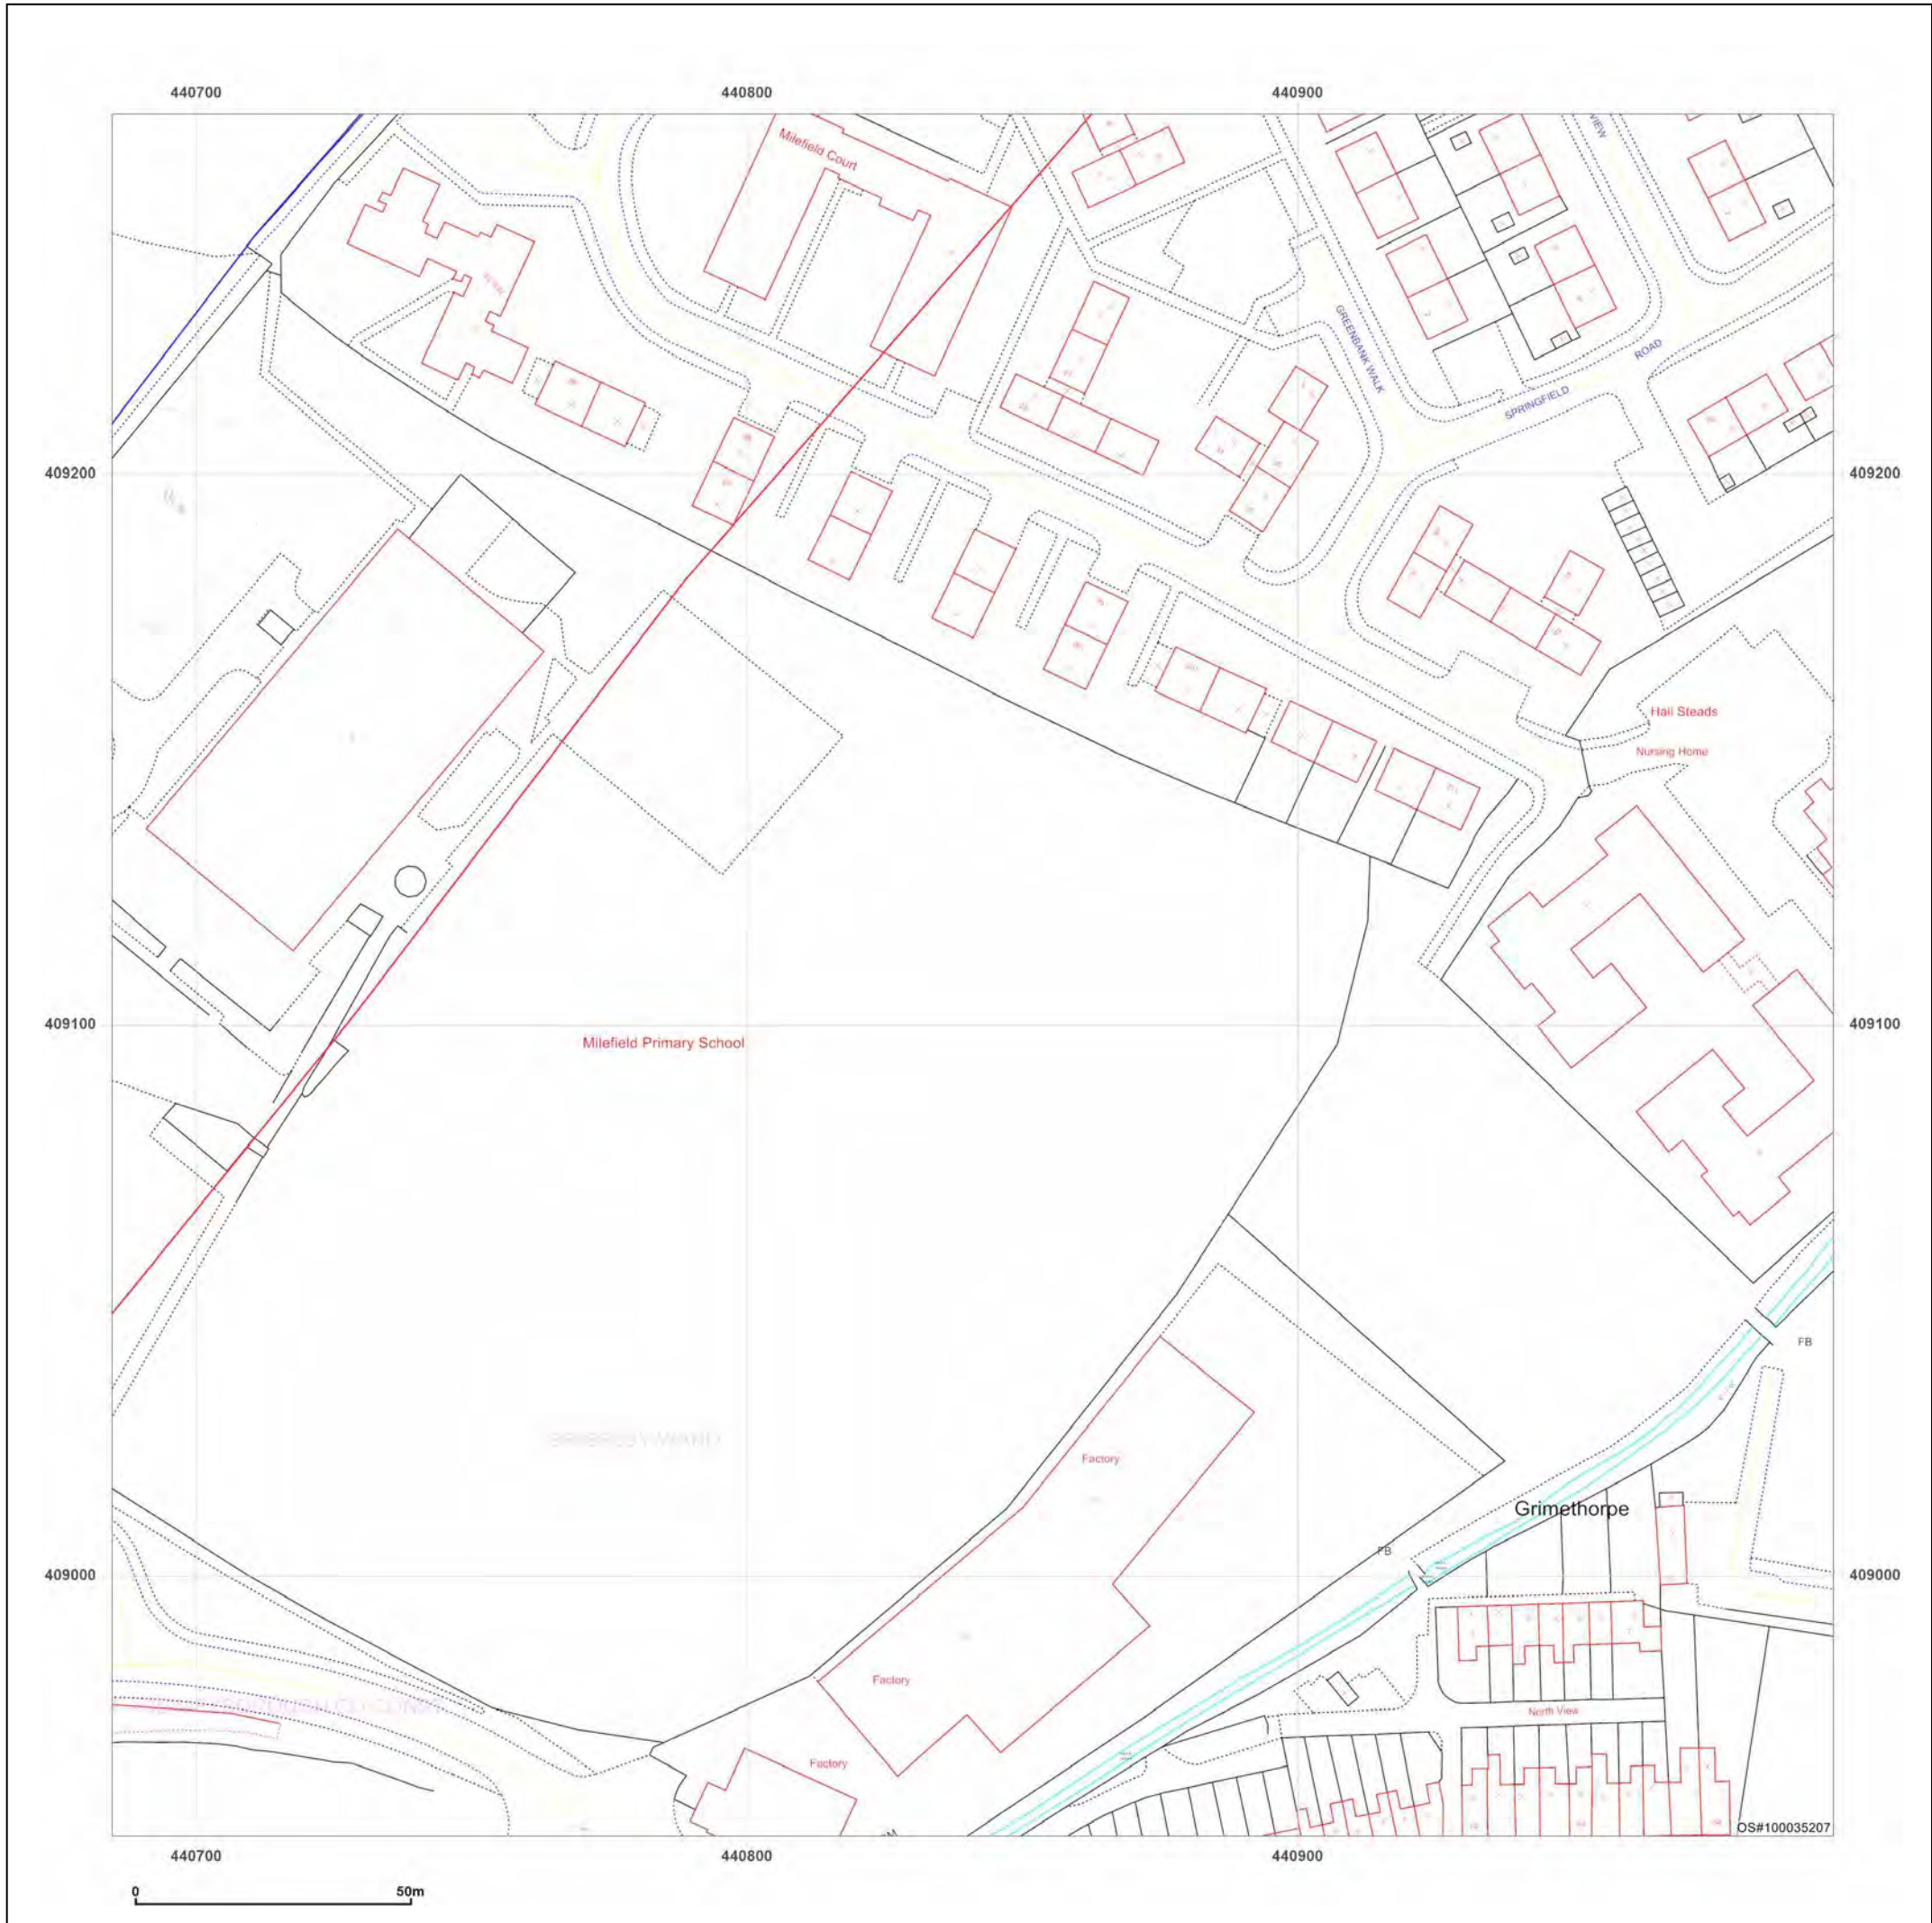 440700
440800
440900
Milefield Court
VIEW
GREENBANK WALK
ROAD
SPRINGFIELD
409200
409200
Hall Steads
Nursing Home
409100
409100
Milefield Primary School
FB
Factory
Grimethorpe
FB
409000
409000
Factory
North View
Factory
OS#100035207
440700
440800
440900
0
50m